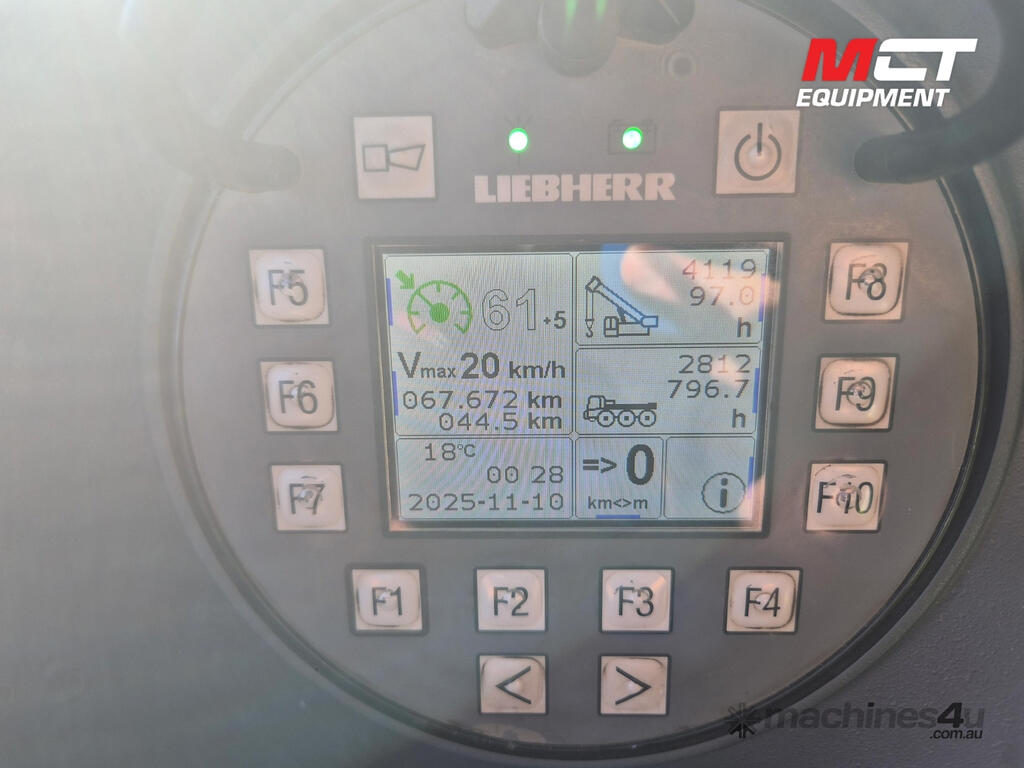 MCT
EQUIPMENT
LIEBHERR
F5
F6
F7
F8
F9
F10
61 +5
Vmax 20 km/h
067.672 km
044.5 km
4119
97.0
h
2812
796.7
h
18°C
00 28
2025-11-10
=> 0
km<>m
i
F1 F2 F3 F4
< >
machines4u
.com.au